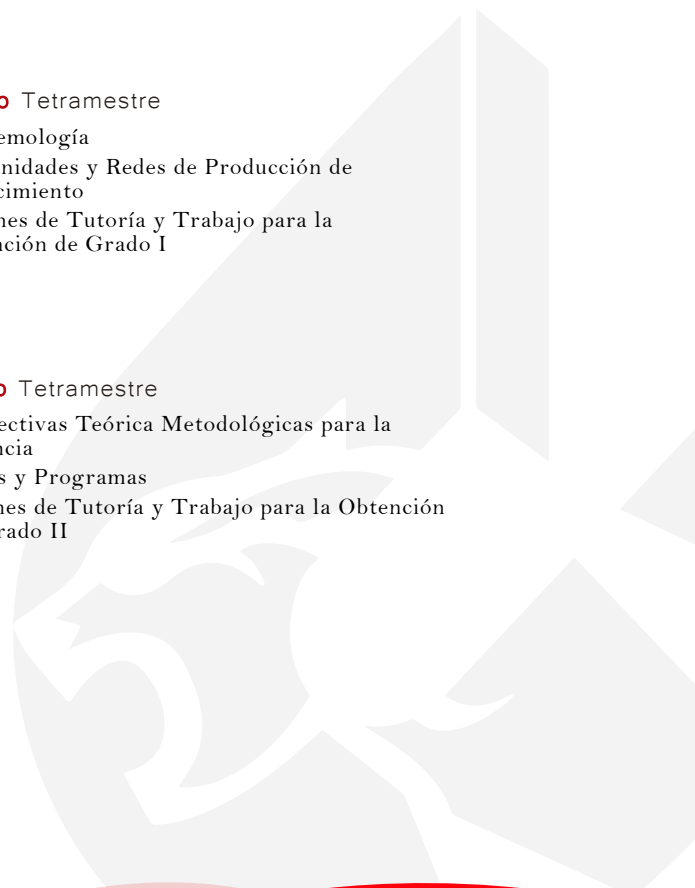 o Tetramestre
emología
nidades y Redes de Producción de
cimiento
nes de Tutoría y Trabajo para la
nción de Grado I
o Tetramestre
ectivas Teórica Metodológicas para la
ncia
s y Programas
nes de Tutoría y Trabajo para la Obtención
rado II